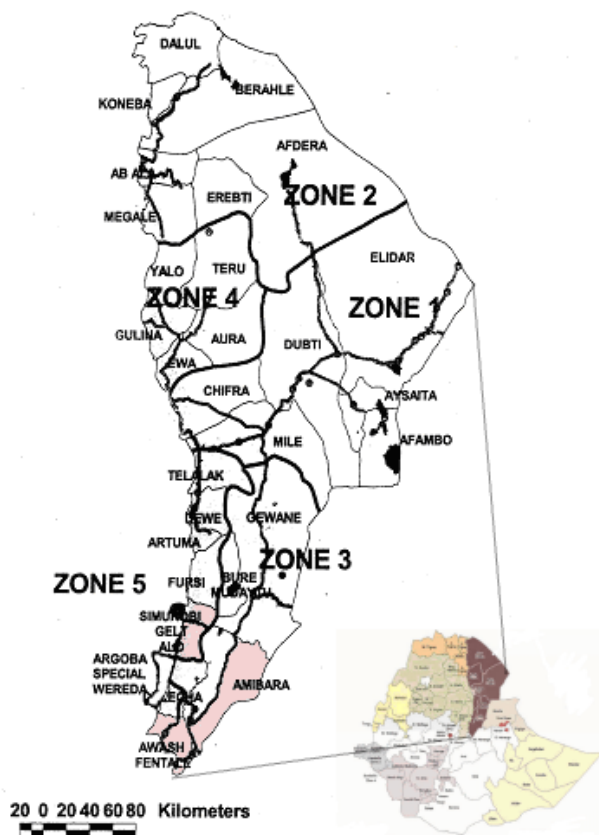 DALUL
BERAHLE
KONEBA
AFDERA
AB ALA
EREBTI
ZONE 2
MEGALE
ELIDAR
YALO
TERU
ZONE 4
ZONE 1
GULINA
AURA
DUBTI
EWA
CHIFRA
AYSAITA
MILE
AFAMBO
TELALAK
DEWE
GEWANE
ARTUMA
ZONE 3
ZONE 5
FURSI
BURE
MUDAYITU
SIMUROBI
GELT
ALO
ARGOBA
SPECIAL
WEREDA
AMIBARA
AWASH
FENTALE
20 0 20 40 60 80 Kilometers